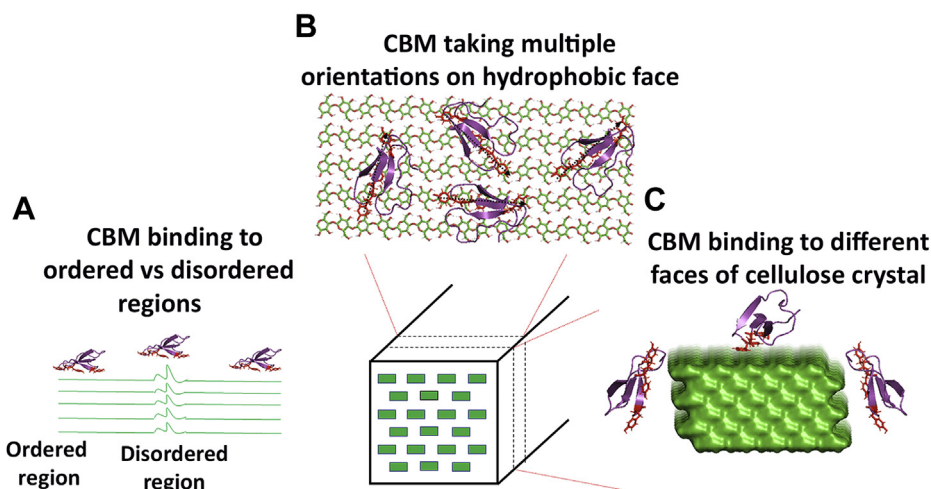 A
CBM binding to
ordered vs disordered
regions
Ordered
region
Disordered
region
B
CBM taking multiple
orientations on hydrophobic face
C
CBM binding to different
faces of cellulose crystal